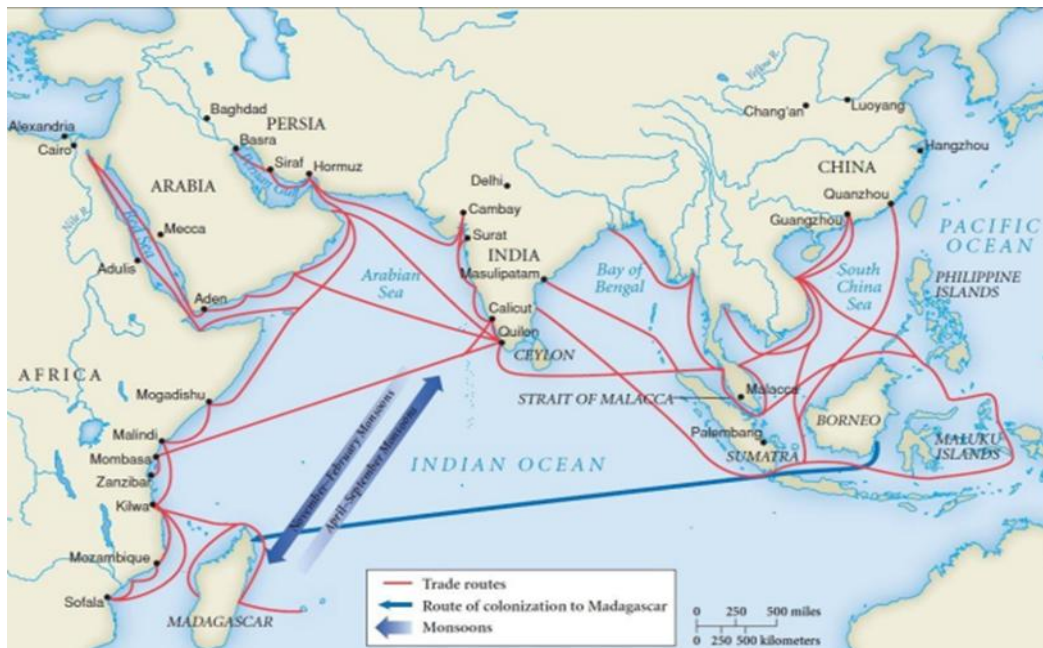 Yellow R.
Baghdad
Chang'an
Luoyang
Alexandria
PERSIA
Cairo
Basra
Siraf
Hormuz
Hangzhou
Persian Gulf
Delhi
CHINA
ARABIA
Quanzhou
Nile R.
Red Sea
Cambay
Guangzhou
PACIFIC
OCEAN
Mecca
Surat
INDIA
Adulis
Arabian
Sea
Masulipatam
Bay of
Bengal
South
China
Sea
PHILIPPINE
ISLANDS
Aden
Calicut
Quilon
CEYLON
AFRICA
Mogadishu
STRAIT OF MALACCA
Malacca
BORNEO
Malindi
Palembang
MALUKU
ISLANDS
Mombasa
SUMATRA
INDIAN OCEAN
Zanzibar
November–February Monsoon
April–September Monsoon
Kilwa
Mozambique
Sofala
MADAGASCAR
Trade routes
Route of colonization to Madagascar
Monsoons
0 250 500 miles
0 250 500 kilometers